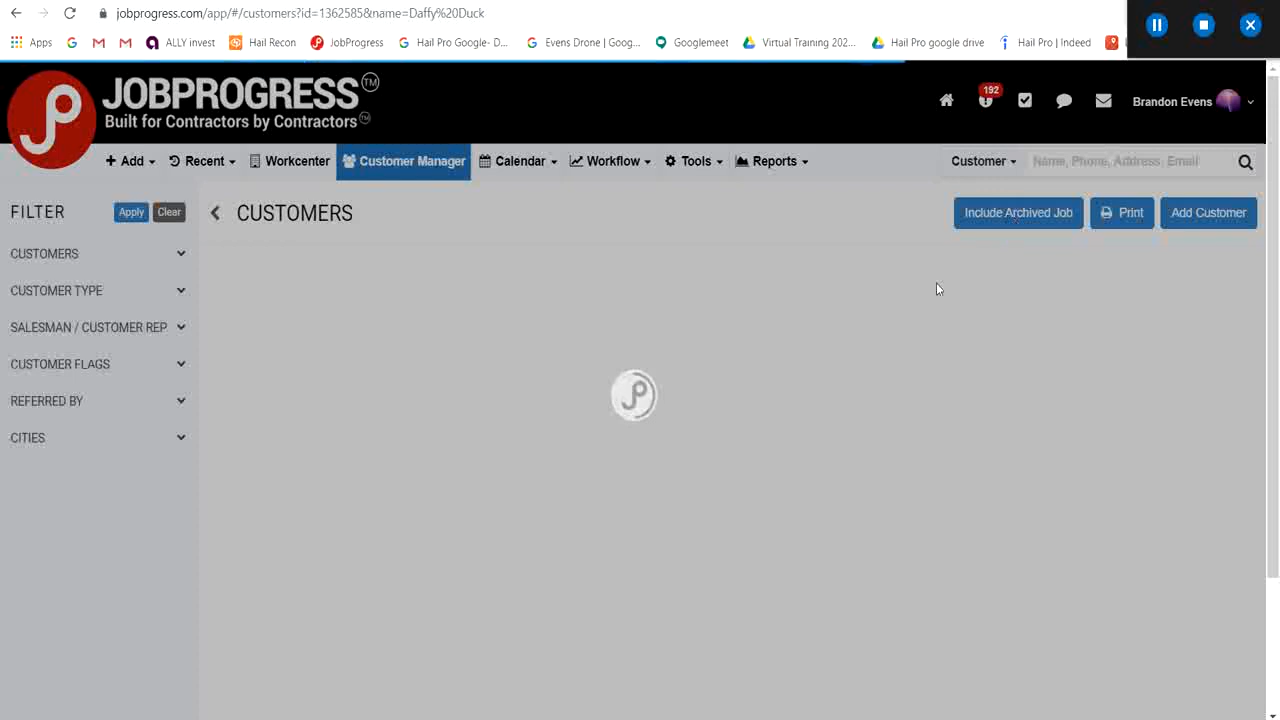 jobprogress.com/app/#/customers?id=1362585&name=Daffy%20Duck
Apps ALLY invest Hail Recon JobProgress Hail Pro Google- D... Evens Drone | Goog... Googlemeet Virtual Training 202... Hail Pro google drive Hail Pro | Indeed
JOBPROGRESS TM
Built for Contractors by Contractors
192
Brandon Evens
Add Recent Workcenter Customer Manager Calendar Workflow Tools Reports Customer Name, Phone, Address, Email
FILTER Apply Clear CUSTOMERS Include Archived Job Print Add Customer
CUSTOMERS
CUSTOMER TYPE
SALESMAN / CUSTOMER REP
CUSTOMER FLAGS
REFERRED BY
CITIES